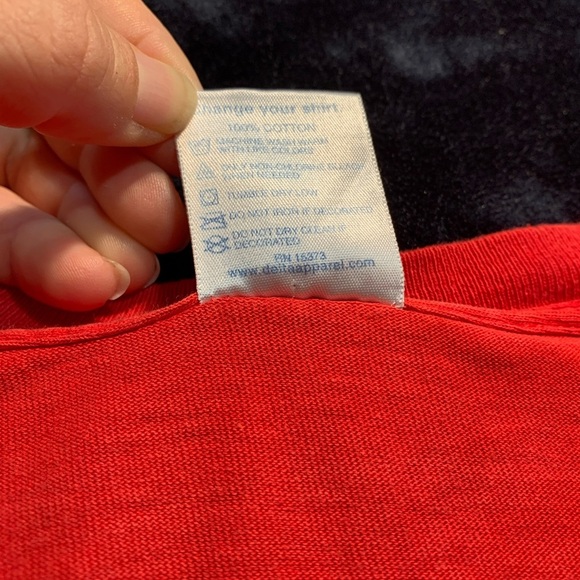 change your shirt.
100% COTTON
MACHINE WASH WARM
WITH LIKE COLORS
ONLY NON-CHLORINE BLEACH
WHEN NEEDED
TUMBLE DRY LOW
DO NOT IRON IF DECORATED
DO NOT DRY CLEAN IF
DECORATED
RN 15373
www.deltaapparel.com